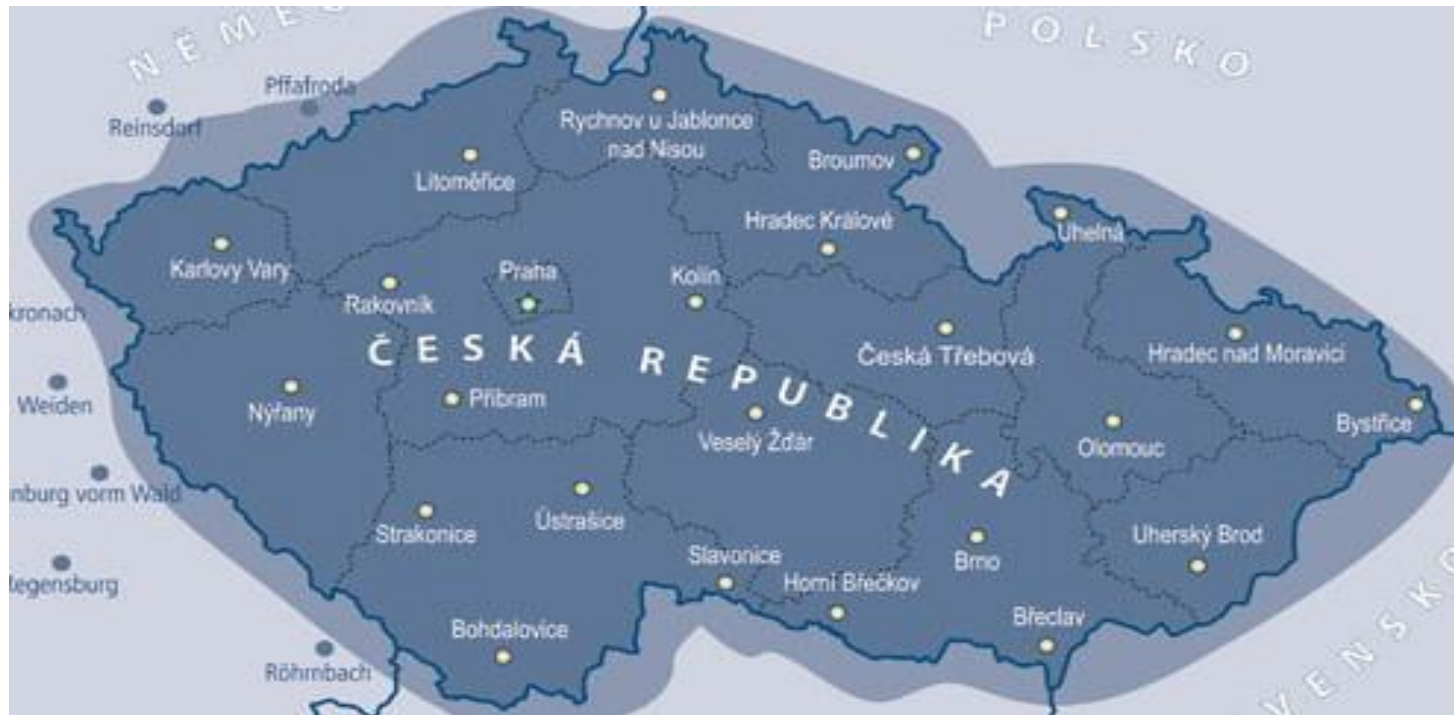 POLSKO
Pffafroda
Reinsdorf
Rychnov u Jablonce
nad Nisou
Broumov
Litoměřice
Hradec Králové
Uhelná
Karlovy Vary
Praha
Kolín
Rakovník
kronach
ČESKÁ REPUBLIKA
Česká Třebová
Hradec nad Moravicí
Weiden
Nýřany
Příbram
Veselý Žďár
Olomouc
Bystřice
nburg vorm Wald
Strakonice
Ústrašice
Slavonice
Brno
Uherský Brod
Regensburg
Horní Břečkov
Bohdalovice
Břeclav
Röhrnbach
VENSKO